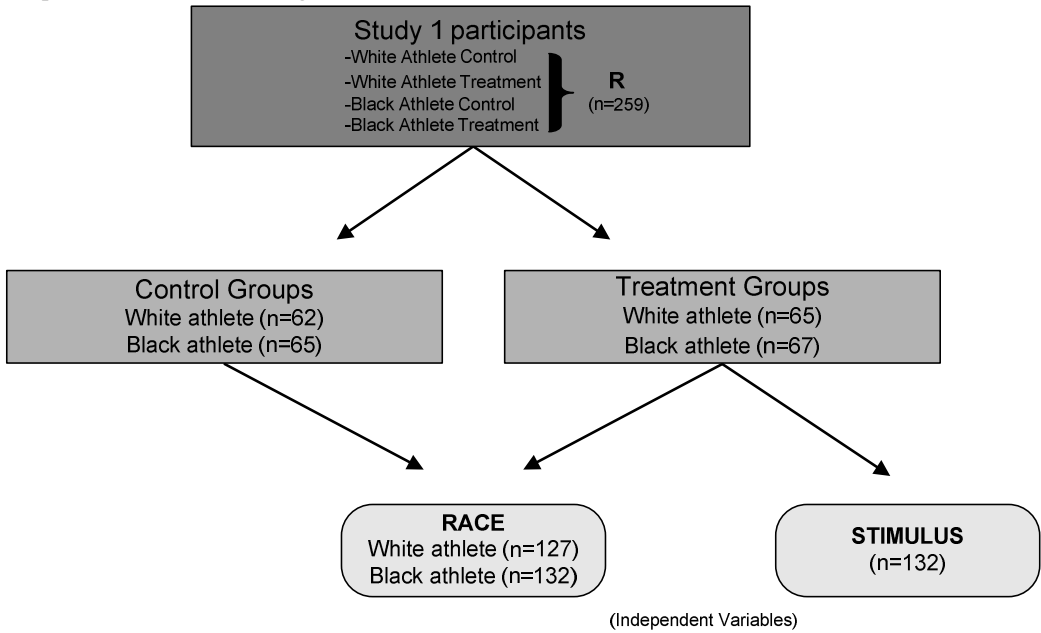 Study 1 participants
-White Athlete Control
-White Athlete Treatment
-Black Athlete Control
-Black Athlete Treatment
R
(n=259)
Control Groups
White athlete (n=62)
Black athlete (n=65)
Treatment Groups
White athlete (n=65)
Black athlete (n=67)
RACE
White athlete (n=127)
Black athlete (n=132)
STIMULUS
(n=132)
(Independent Variables)